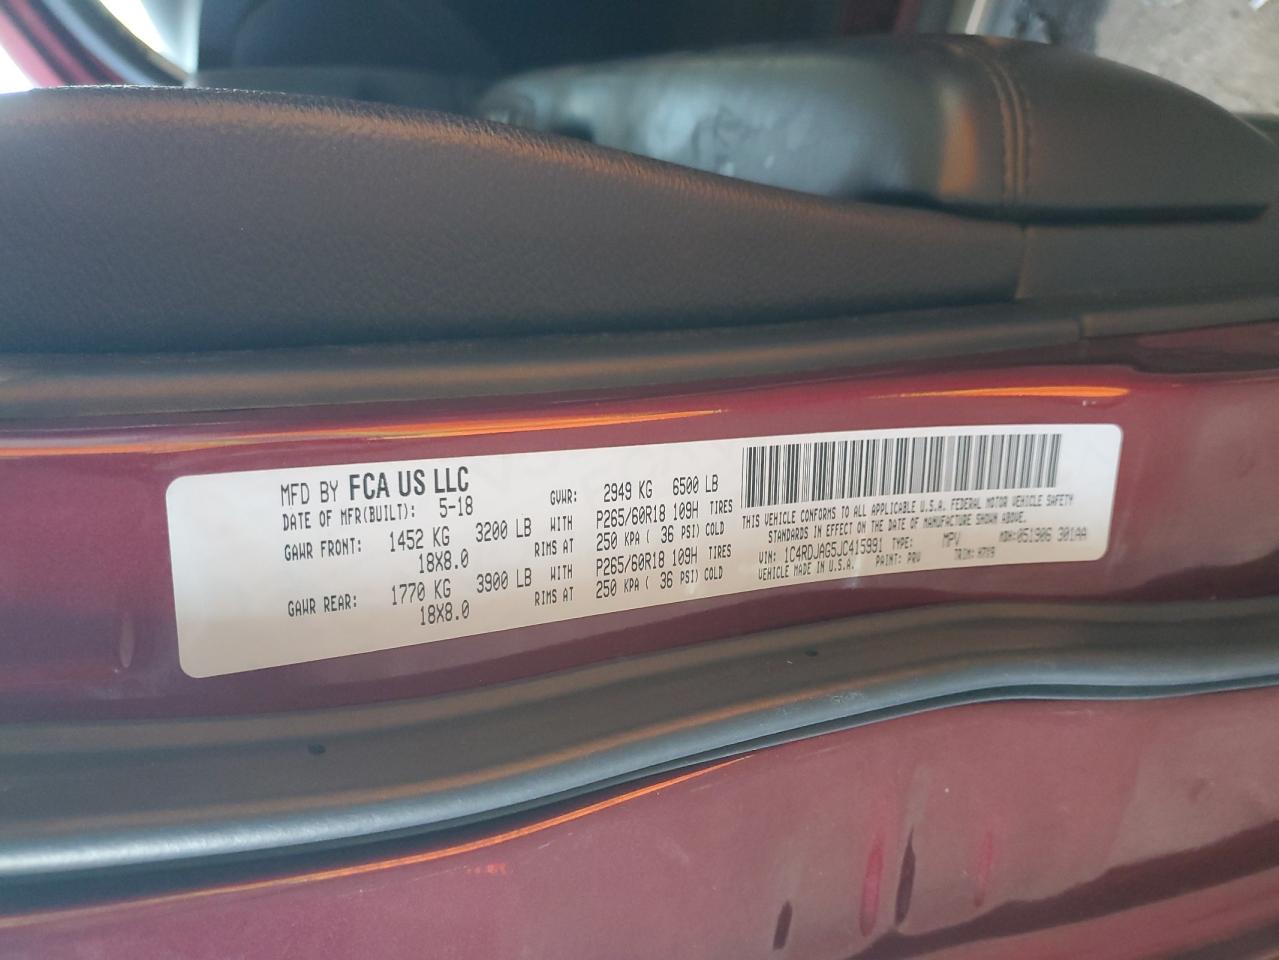 MFD BY FCA US LLC
DATE OF MFR(BUILT): 5-18
GVWR: 2949 KG 6500 LB
GAWR FRONT: 1452 KG 3200 LB WITH P265/60R18 109H TIRES
18X8.0 RIMS AT 250 KPA ( 36 PSI) COLD
GAWR REAR: 1770 KG 3900 LB WITH P265/60R18 109H TIRES
18X8.0 RIMS AT 250 KPA ( 36 PSI) COLD
THIS VEHICLE CONFORMS TO ALL APPLICABLE U.S.A. FEDERAL MOTOR VEHICLE SAFETY
STANDARDS IN EFFECT ON THE DATE OF MANUFACTURE SHOWN ABOVE.
VIN: 1C4RDJAG5JC415991 TYPE: MPV MDH:051906 301AA
VEHICLE MADE IN U.S.A. PAINT: PRV TRIM: